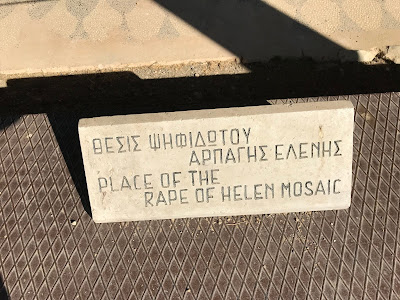 ΘΕΣΙΣ ΨΗΦΙΔΩΤΟΥ
ΑΡΠΑΓΗΣ ΕΛΕΝΗΣ
PLACE OF THE
RAPE OF HELEN MOSAIC